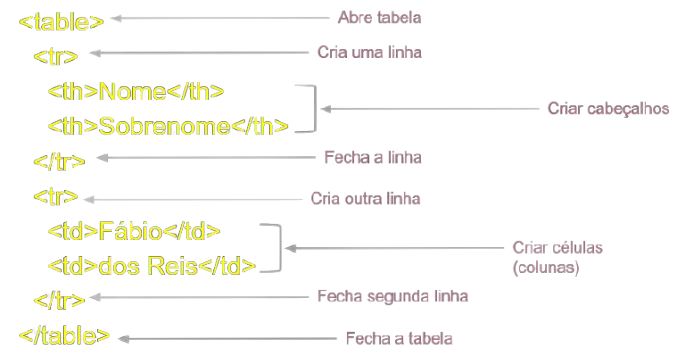 <table> Abre tabela
<tr> Cria uma linha
<th>Nome</th>
Criar cabeçalhos
<th>Sobrenome</th>
</tr> Fecha a linha
<tr> Cria outra linha
<td>Fábio</td>
Criar células
(colunas)
<td>dos Reis</td>
</tr> Fecha segunda linha
</table> Fecha a tabela